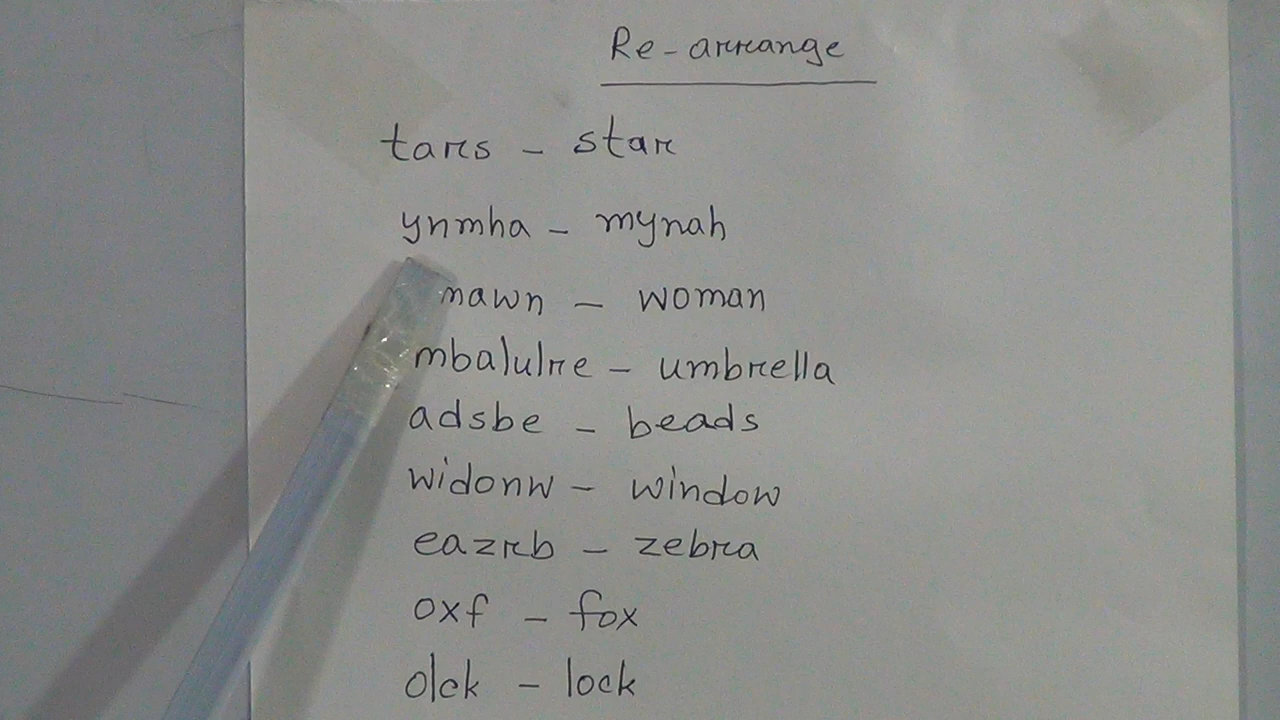 Re-arrange
tars - star
ynmha - mynah
mawn - woman
mbalulre - umbrella
adsbe - beads
widonw - window
eazrb - zebra
oxf - fox
olck - lock